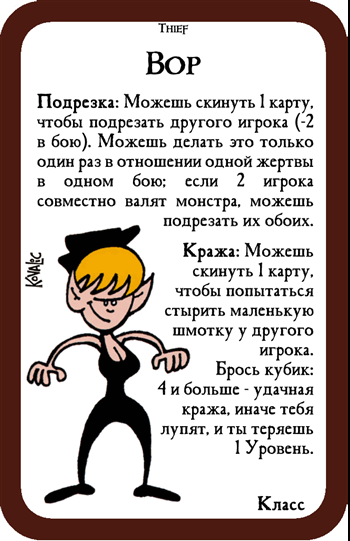 Thief
Вор
Подрезка: Можешь скинуть 1 карту,
чтобы подрезать другого игрока (-2
в бою). Можешь делать это только
один раз в отношении одной жертвы
в одном бою; если 2 игрока
совместно валят монстра, можешь
подрезать их обоих.
Кража: Можешь
скинуть 1 карту,
чтобы попытаться
стырить маленькую
шмотку у другого
игрока.
Брось кубик:
4 и больше - удачная
кража, иначе тебя
лупят, и ты теряешь
1 Уровень.
Kovalic
Класс